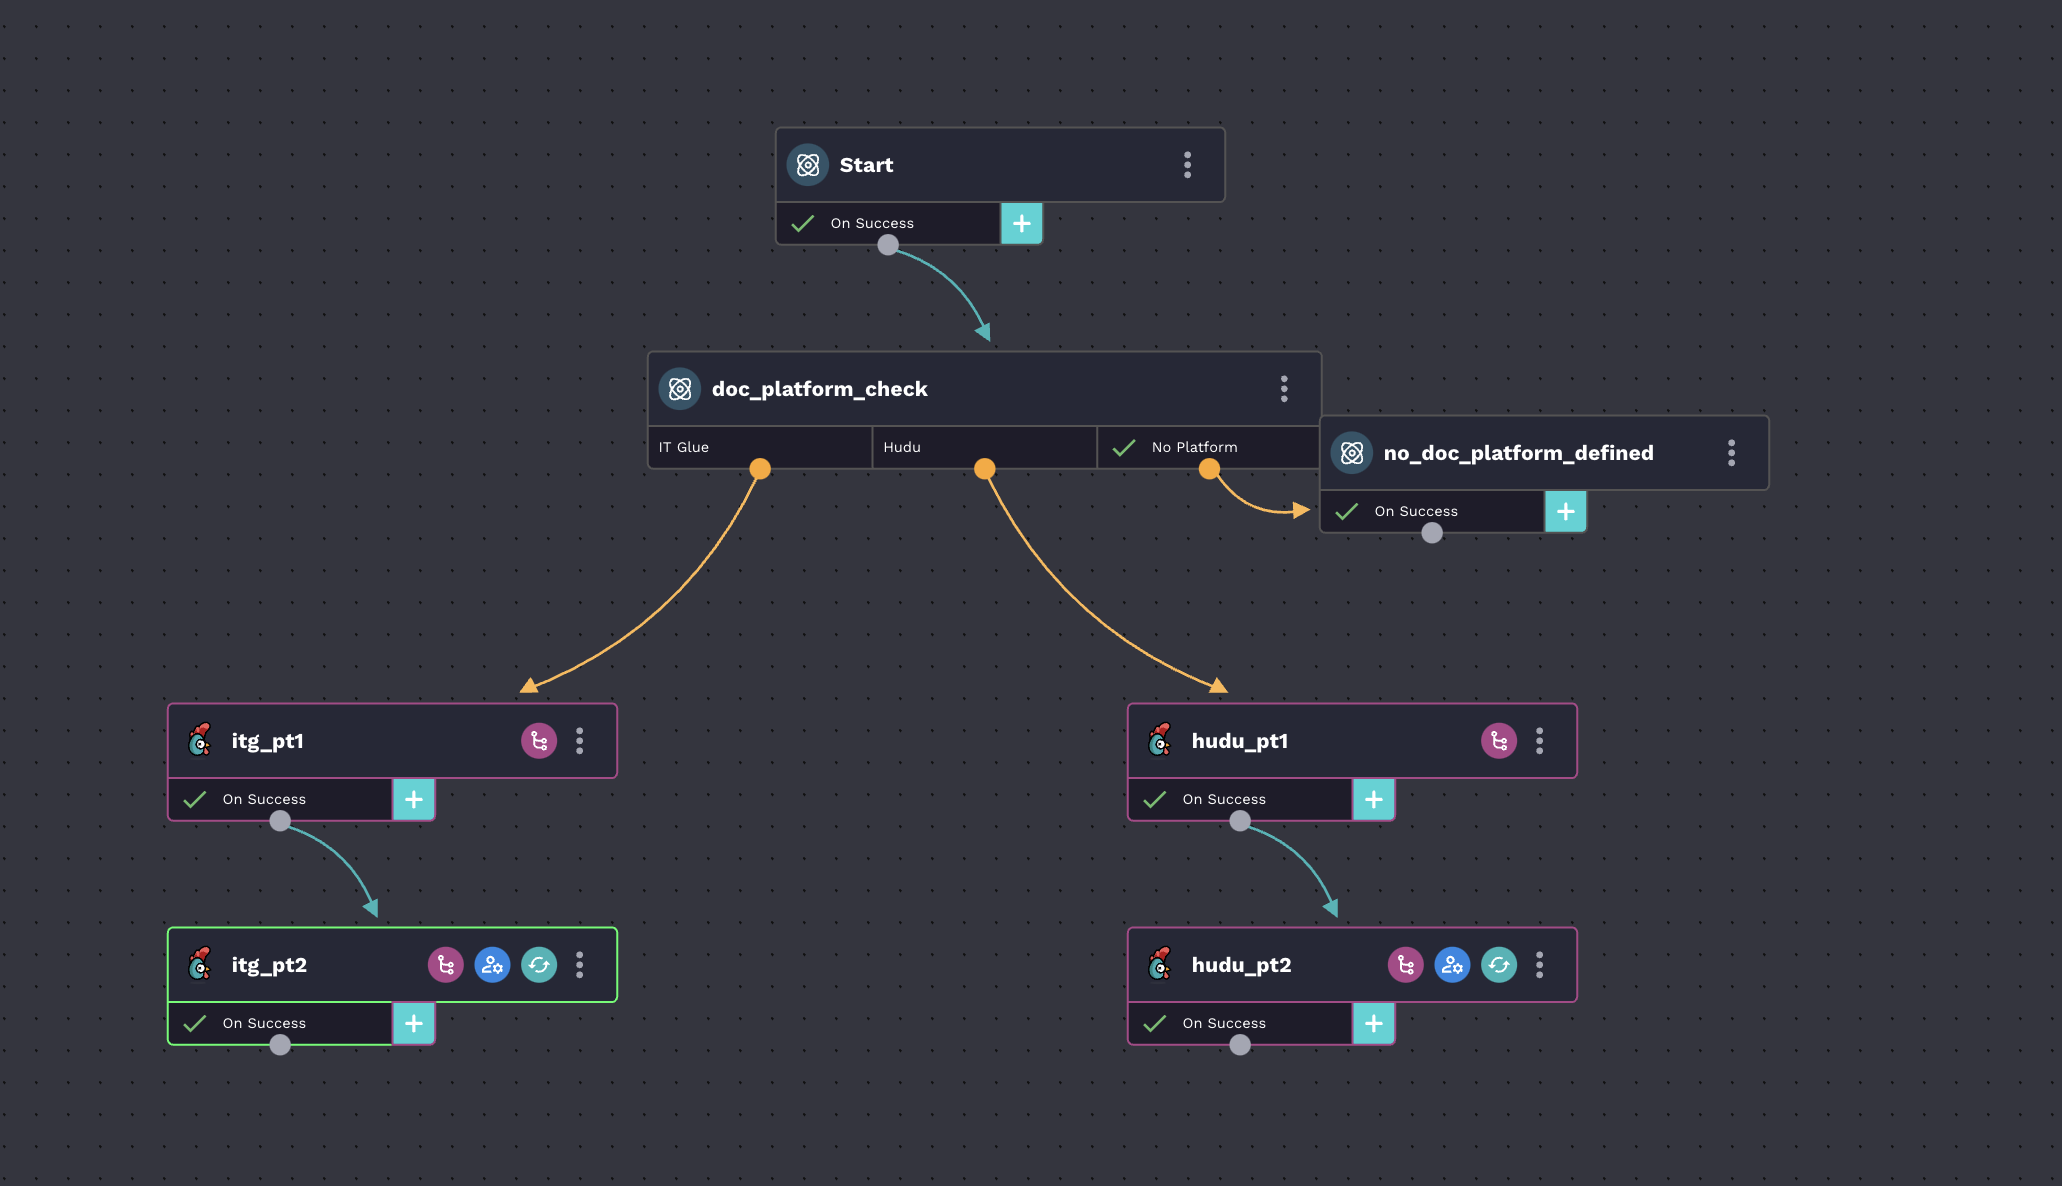 Start
On Success
doc_platform_check
IT Glue
Hudu
No Platform
no_doc_platform_defined
On Success
itg_pt1
On Success
hudu_pt1
On Success
itg_pt2
On Success
hudu_pt2
On Success